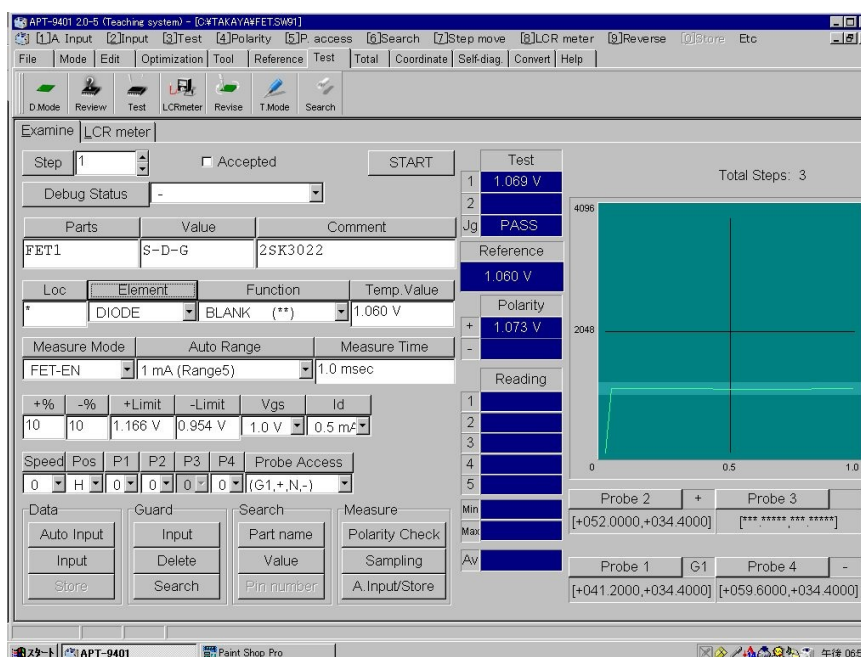 APT-9401 2.0-5 (Teaching system) - [C:¥TAKAYA¥FET.SW91]
[1]A Input [2]Input [3]Test [4]Polarity [5]P. access [6]Search [7]Step move [8]LCR meter [9]Reverse [0]Store Etc
File Mode Edit Optimization Tool Reference Test Total Coordinate Self-diag. Convert Help
D.Mode Review Test LCRmeter Revise T.Mode Search
Examine LCR meter
Step 1 Accepted START
Debug Status -
Parts Value Comment
FET1 S-D-G 2SK3022
Loc Element Function Temp.Value
* DIODE BLANK (**) 1.060 V
Measure Mode Auto Range Measure Time
FET-EN 1 mA (Range5) 1.0 msec
+% -% +Limit -Limit Vgs Id
10 10 1.166 V 0.954 V 1.0 V 0.5 m
Speed Pos P1 P2 P3 P4 Probe Access
0 H 0 0 0 0 (G1,+,N,-)
Data Guard Search Measure
Auto Input Input Part name Polarity Check
Input Delete Value Sampling
Store Search Pin number A.Input/Store
Test
1 1.069 V
2
Jg PASS
Reference
1.060 V
Polarity
+ 1.073 V
-
Reading
1
2
3
4
5
Min
Max
Av
Total Steps: 3
4096
2048
0 0.5 1.0
Probe 2 + Probe 3
[+052.0000,+034.4000] [***.*****,***.*****]
Probe 1 G1 Probe 4 -
[+041.2000,+034.4000] [+059.6000,+034.4000]
スタート APT-9401 Paint Shop Pro 午後 06